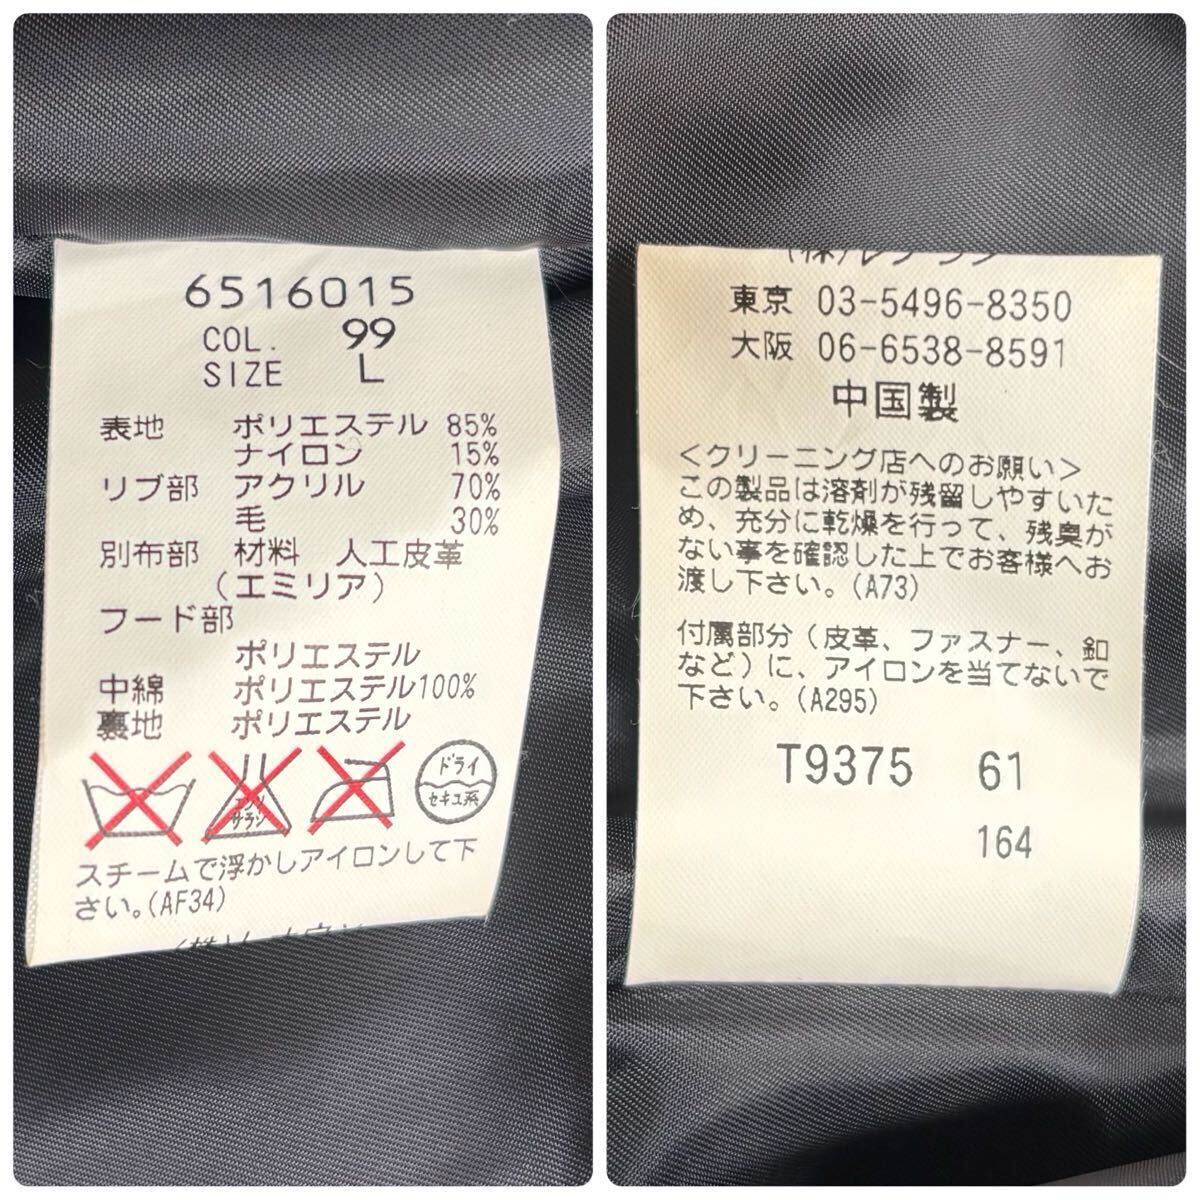 6516015
COL. 99
SIZE L
表地 ポリエステル 85%
ナイロン 15%
リブ部 アクリル 70%
毛 30%
別布部 材料 人工皮革
(エミリア)
フード部
ポリエステル
中綿 ポリエステル100%
裏地 ポリエステル
エンソ
サラシ
ドライ
セキユ系
スチームで浮かしアイロンして下
さい。(AF34)
東京 03-5496-8350
大阪 06-6538-8591
中国製
<クリーニング店へのお願い>
この製品は溶剤が残留しやすいた
め、充分に乾燥を行って、残臭が
ない事を確認した上でお客様へお
渡し下さい。(A73)
付属部分(皮革、ファスナー、釦
など)に、アイロンを当てないで
下さい。(A295)
T9375 61
164